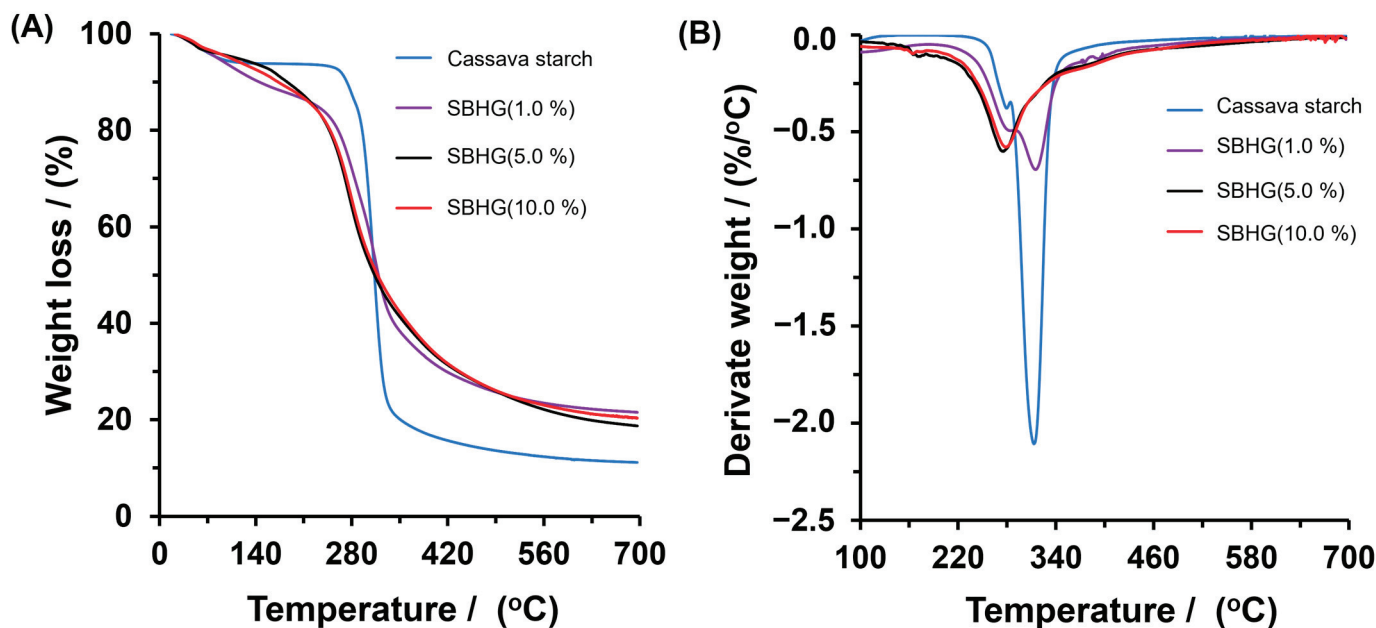 (A)
Weight loss / (%)
100
80
60
40
20
0
0 140 280 420 560 700
Temperature / (°C)
Cassava starch
SBHG(1.0 %)
SBHG(5.0 %)
SBHG(10.0 %)
(B)
Derivate weight / (%/°C)
0.0
−0.5
−1.0
−1.5
−2.0
−2.5
100 220 340 460 580 700
Temperature / (°C)
Cassava starch
SBHG(1.0 %)
SBHG(5.0 %)
SBHG(10.0 %)